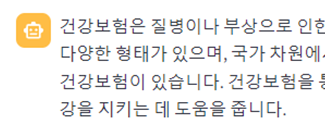 건강보험은 질병이나 부상으로 인한
다양한 형태가 있으며, 국가 차원에서
건강보험이 있습니다. 건강보험을
강을 지키는 데 도움을 줍니다.